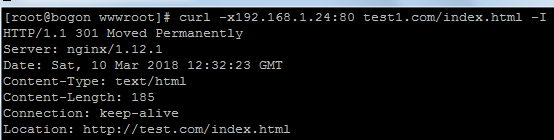 [root@bogon wwwroot]# curl -x192.168.1.24:80 test1.com/index.html -I
HTTP/1.1 301 Moved Permanently
Server: nginx/1.12.1
Date: Sat, 10 Mar 2018 12:32:23 GMT
Content-Type: text/html
Content-Length: 185
Connection: keep-alive
Location: http://test.com/index.html